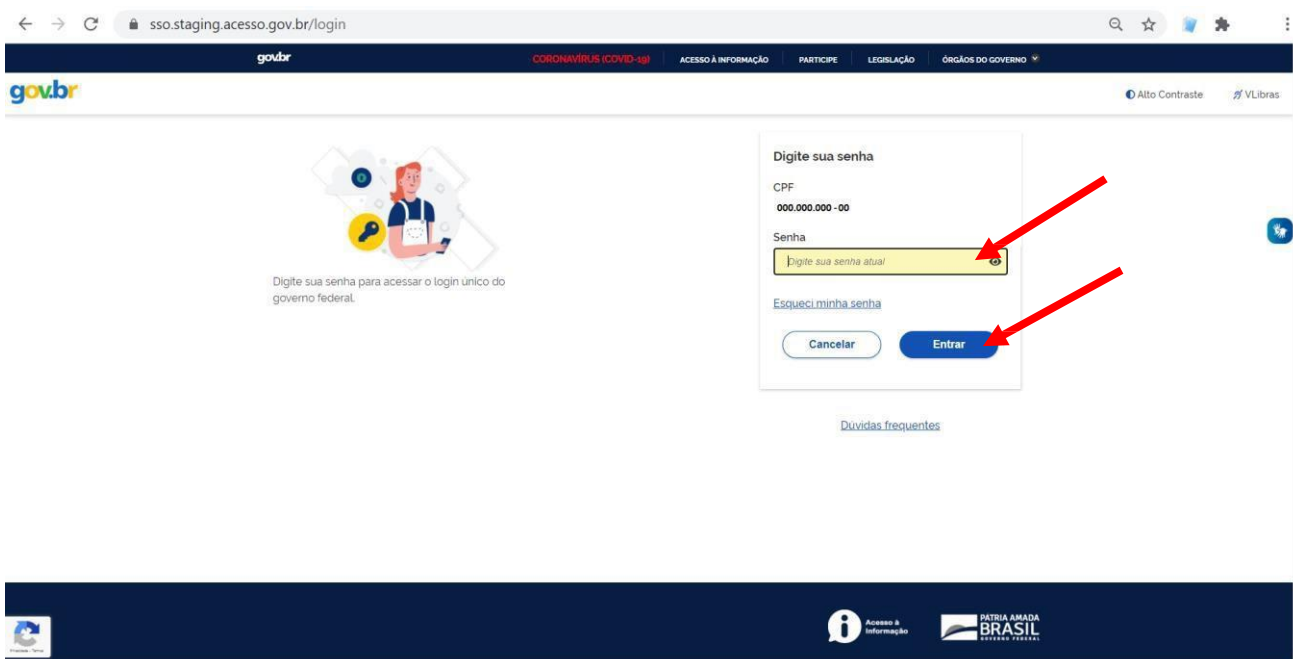 sso.staging.acesso.gov.br/login
gov.br CORONAVÍRUS (COVID-19) ACESSO À INFORMAÇÃO PARTICIPE LEGISLAÇÃO ÓRGÃOS DO GOVERNO
gov.br Alto Contraste VLibras
Digite sua senha
CPF
000.000.000 -00
Senha
Digite sua senha atual
Digite sua senha para acessar o login único do
governo federal.
Esqueci minha senha
Cancelar Entrar
Dúvidas frequentes
Acesso à
Informação
PÁTRIA AMADA
BRASIL
GOVERNO FEDERAL